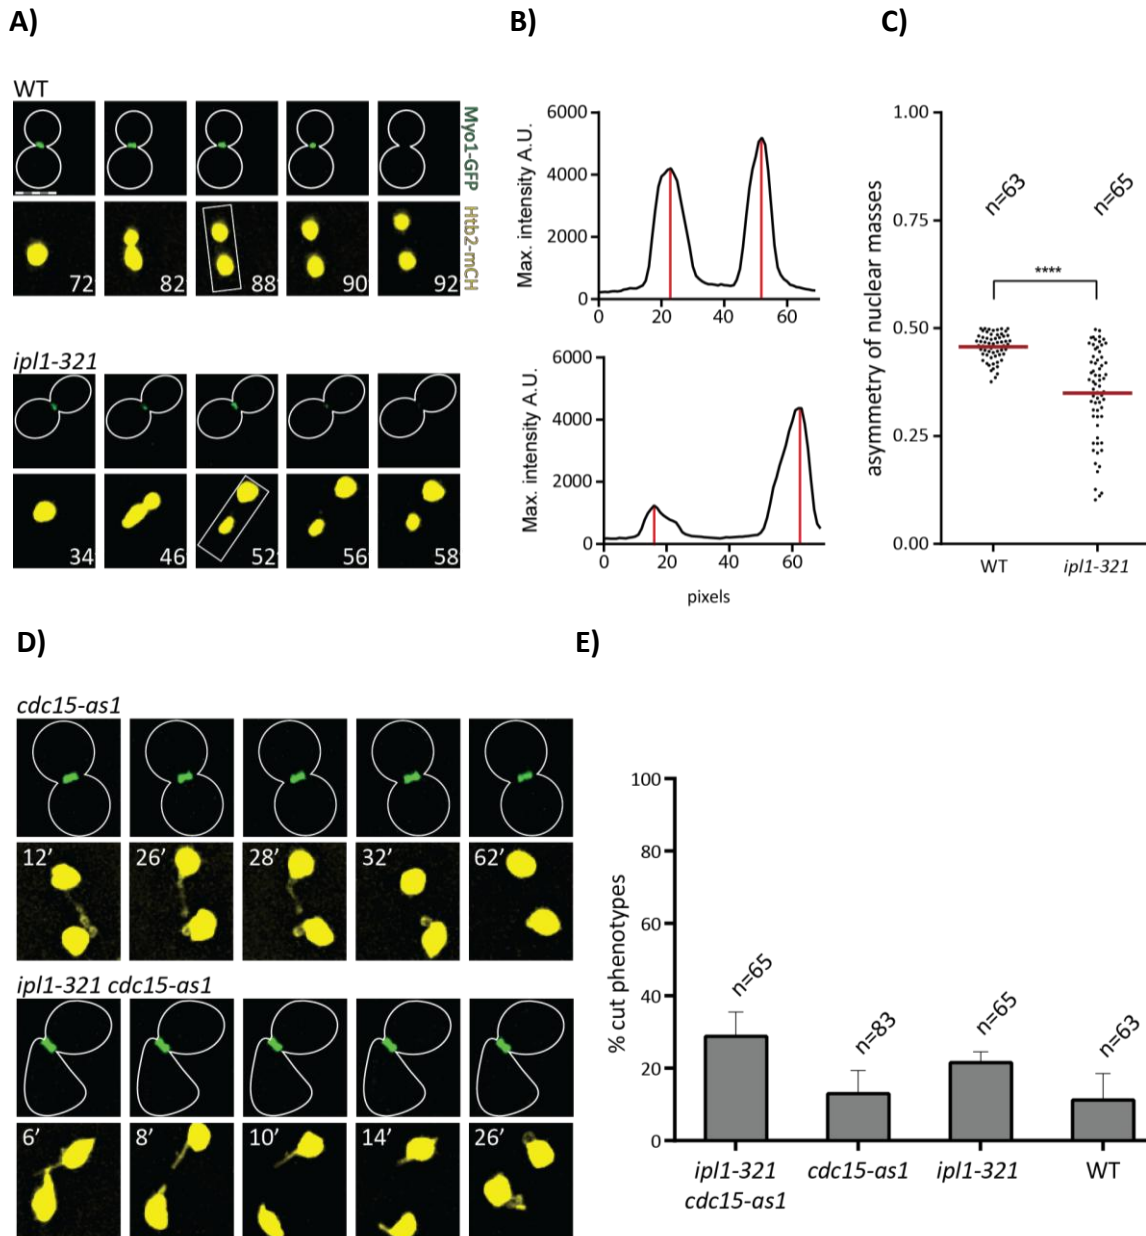 A)
B)
C)
WT
Myo1-GFP
Htb2-mCH
72
82
88
90
92
ipl1-321
34
46
52
56
58
Max. intensity A.U.
6000
4000
2000
0
0
20
40
60
Max. intensity A.U.
6000
4000
2000
0
0
20
40
60
pixels
asymmetry of nuclear masses
1.00
0.75
0.50
0.25
0.00
n=63
n=65
****
WT
ipl1-321
D)
E)
cdc15-as1
12’
26’
28’
32’
62’
ipl1-321 cdc15-as1
6’
8’
10’
14’
26’
% cut phenotypes
100
80
60
40
20
0
n=65
n=83
n=65
n=63
ipl1-321
cdc15-as1
cdc15-as1
ipl1-321
WT